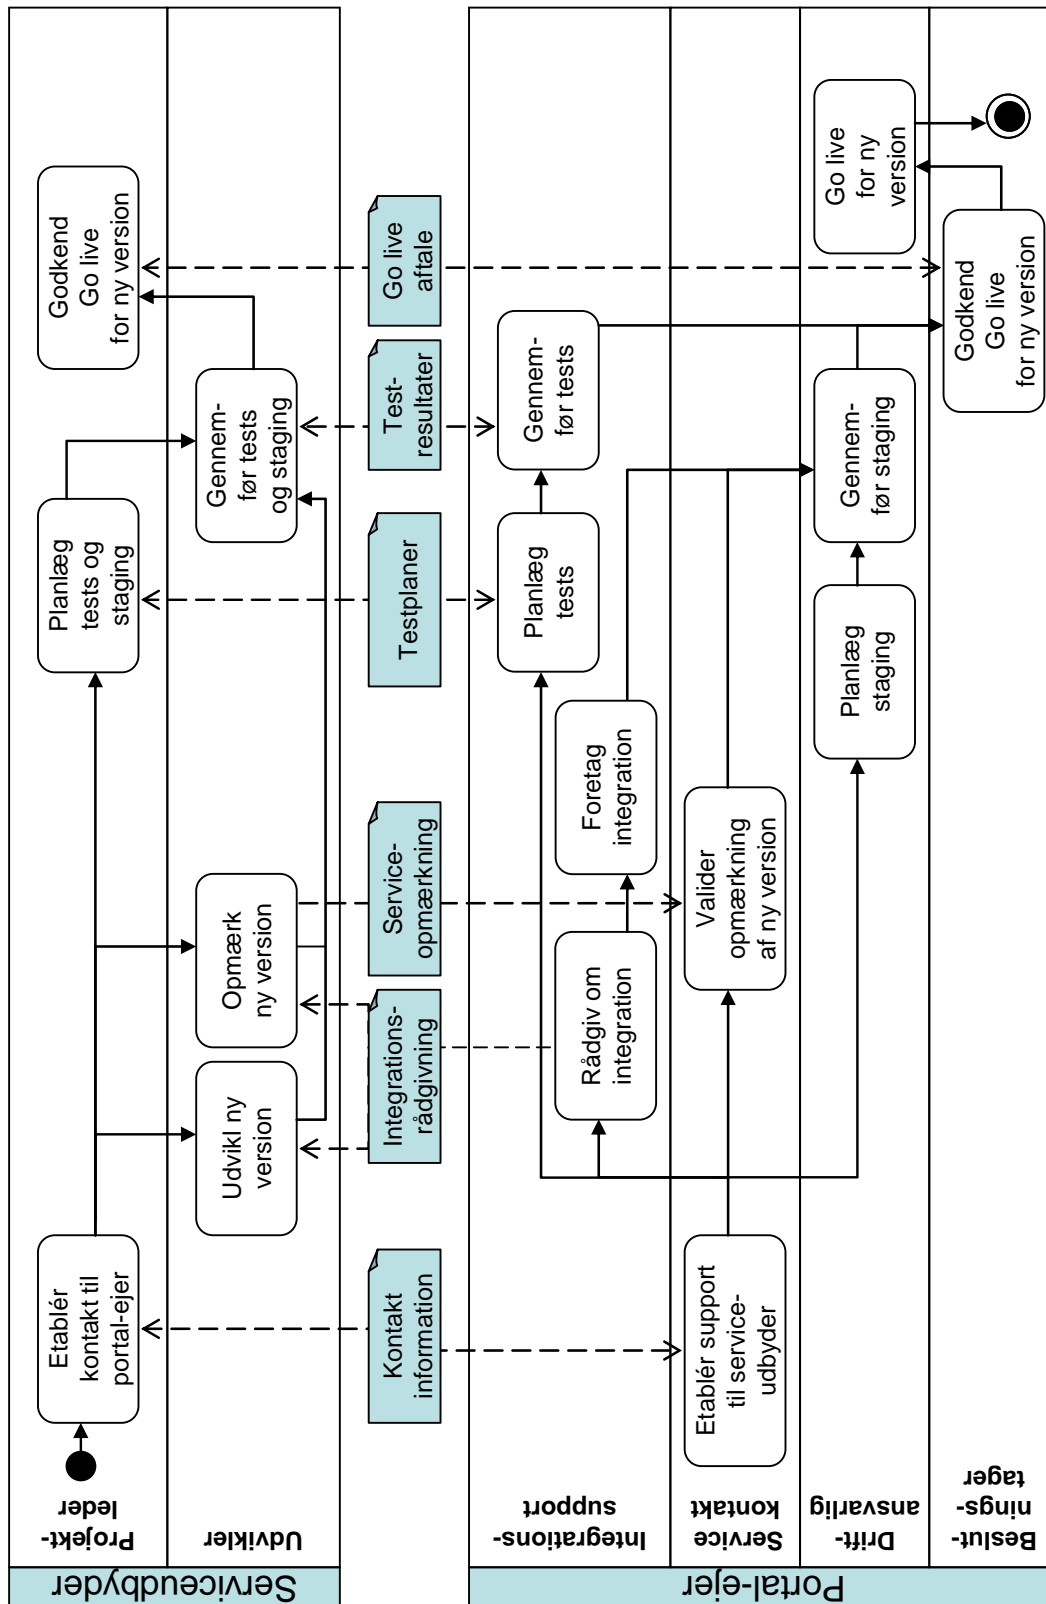 Serviceudbyder
Projekt-
leder
Etablér
kontakt til
portal-ejer
Planlæg
tests og
staging
Godkend
Go live
for ny version
Udvikler
Udvikl ny
version
Opmærk
ny version
Gennem-
før tests
og staging
Kontakt
information
Integrations-
rådgivning
Service-
opmærkning
Testplaner
Test-
resultater
Go live
aftale
Portal-ejer
Integrations-
support
Rådgiv om
integration
Foretag
integration
Planlæg
tests
Gennem-
før tests
Service
kontakt
Etablér support
til service-
udbyder
Valider
opmærkning
af ny version
Drift-
ansvarlig
Planlæg
staging
Gennem-
før staging
Go live
for ny
version
Beslut-
nings-
tager
Godkend
Go live
for ny version